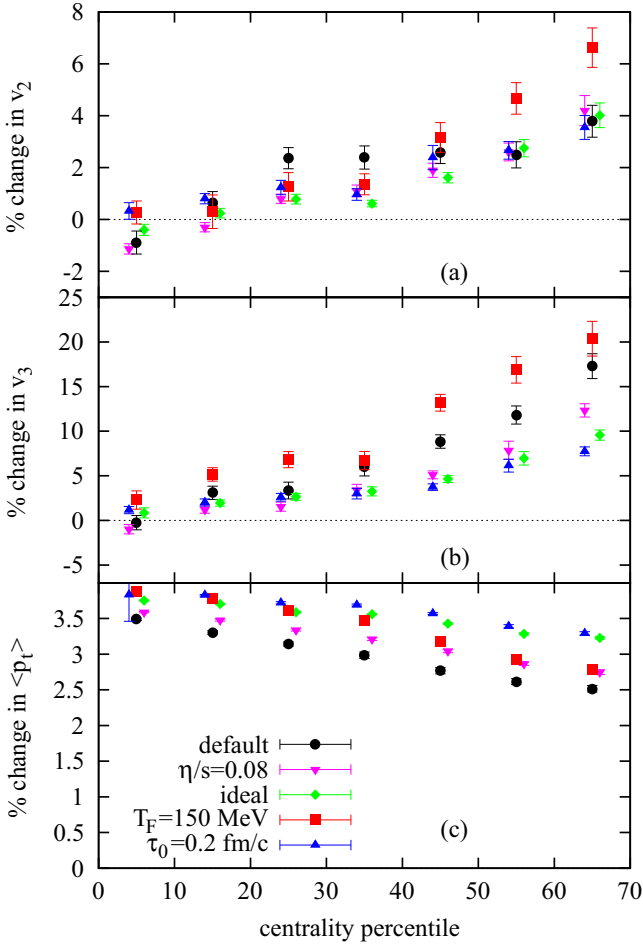 8
6
4
2
0
-2
% change in v2
(a)
25
20
15
10
5
0
-5
% change in v3
(b)
3.5
3
2.5
2
1.5
1
0.5
0
% change in <pt>
default
η/s=0.08
ideal
TF=150 MeV
τ0=0.2 fm/c
(c)
0 10 20 30 40 50 60 70
centrality percentile